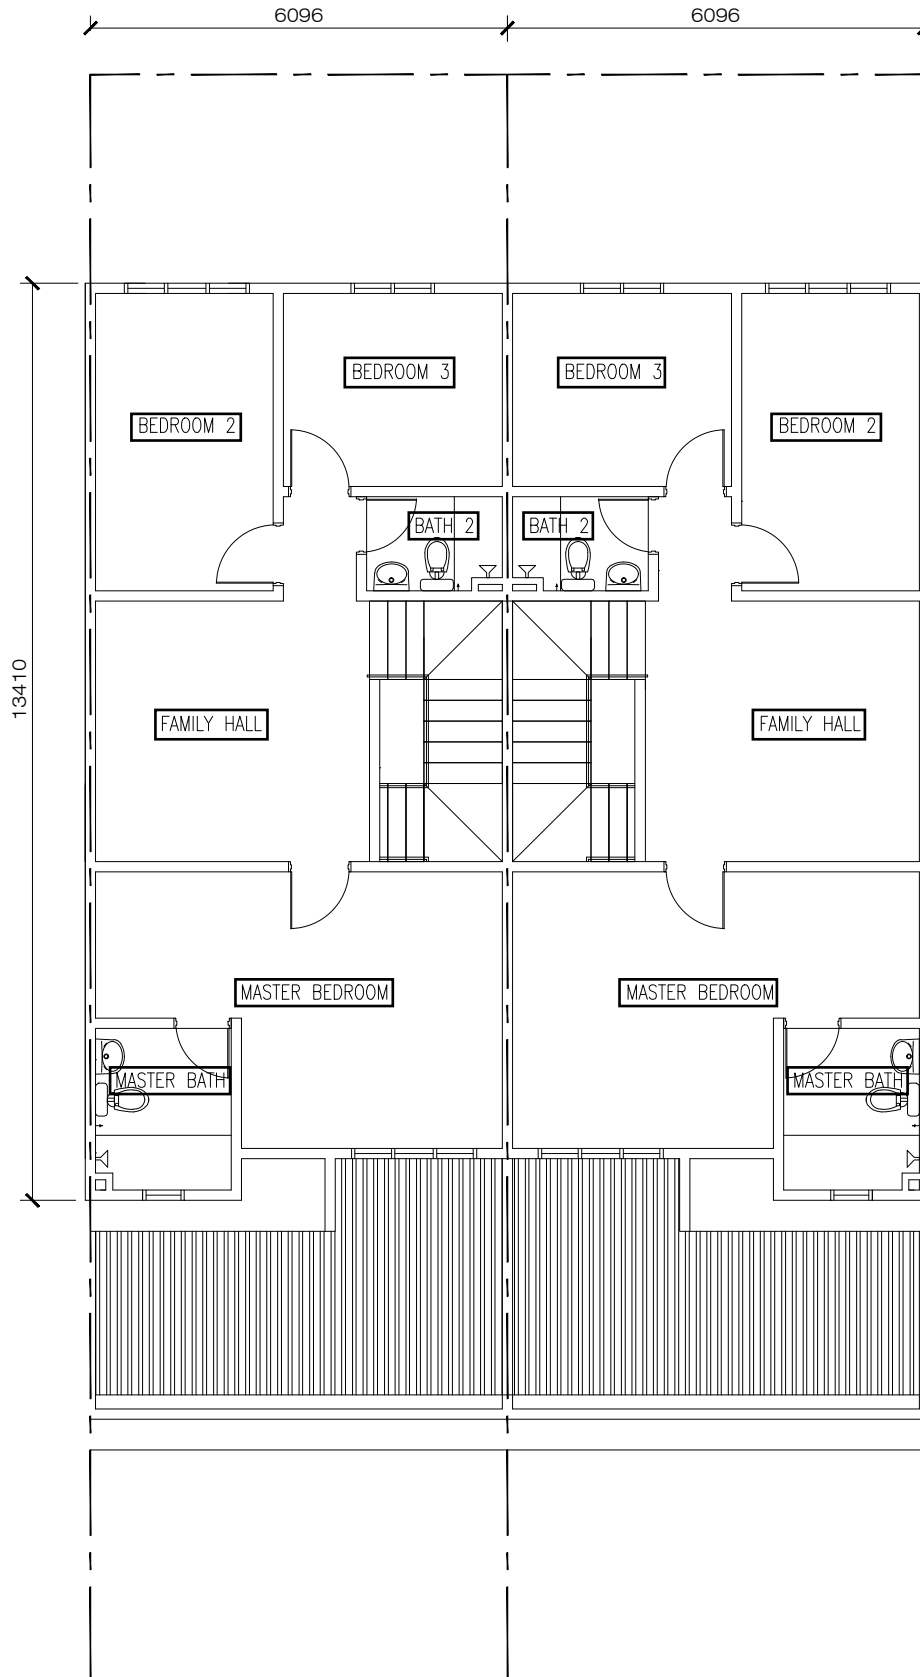 6096 6096
BEDROOM 3 BEDROOM 3
BEDROOM 2 BEDROOM 2
BATH 2 BATH 2
13410
FAMILY HALL FAMILY HALL
MASTER BEDROOM MASTER BEDROOM
MASTER BATH MASTER BATH